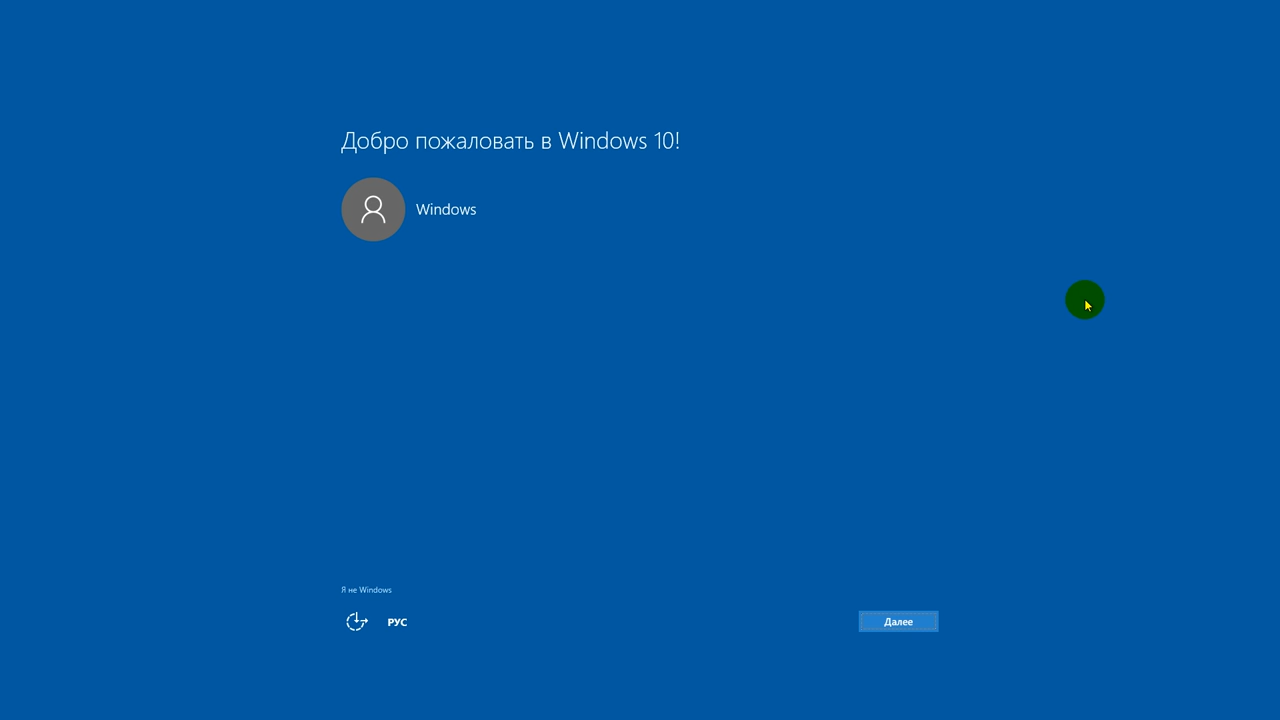 Добро пожаловать в Windows 10!
Windows
Я не Windows
РУС
Далее